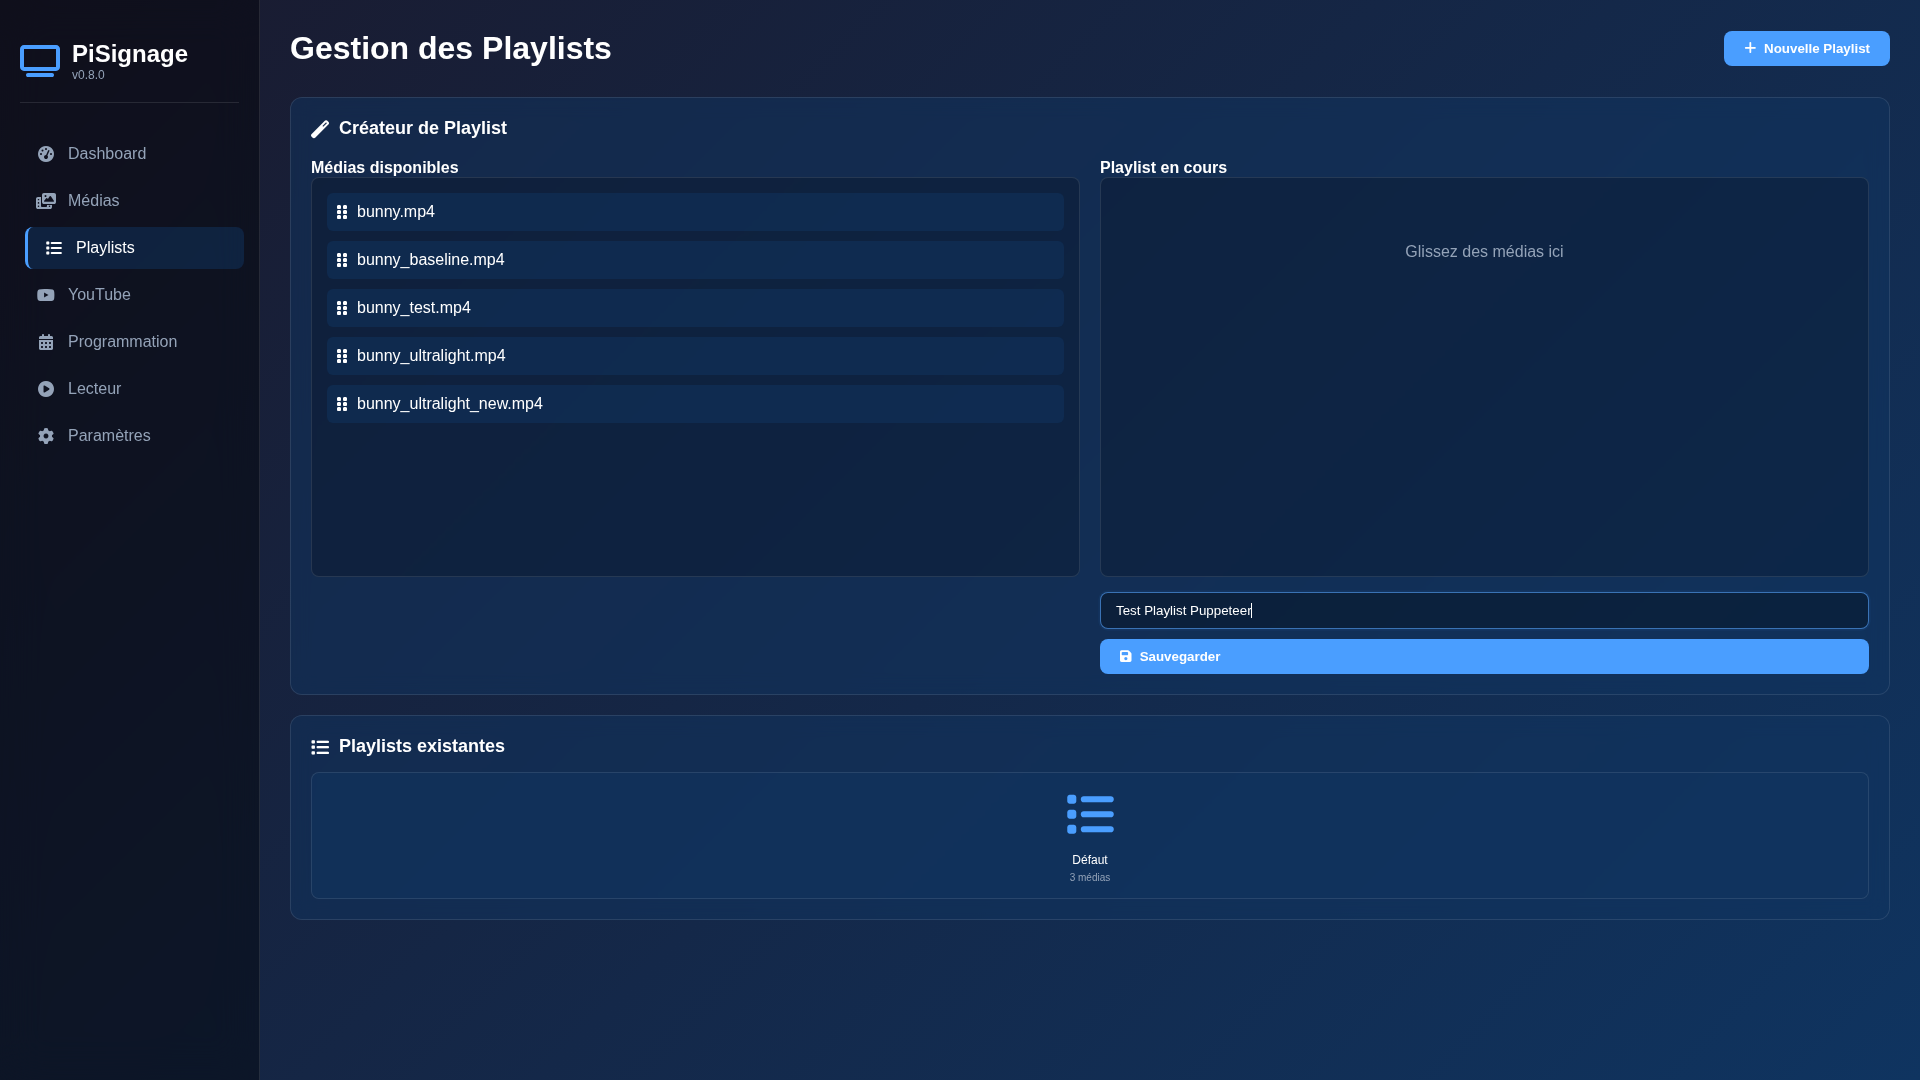 PiSignage
v0.8.0
Dashboard
Médias
Playlists
YouTube
Programmation
Lecteur
Paramètres
Gestion des Playlists
Nouvelle Playlist
Créateur de Playlist
Médias disponibles
bunny.mp4
bunny_baseline.mp4
bunny_test.mp4
bunny_ultralight.mp4
bunny_ultralight_new.mp4
Playlist en cours
Glissez des médias ici
Test Playlist Puppeteer
Sauvegarder
Playlists existantes
Défaut
3 médias